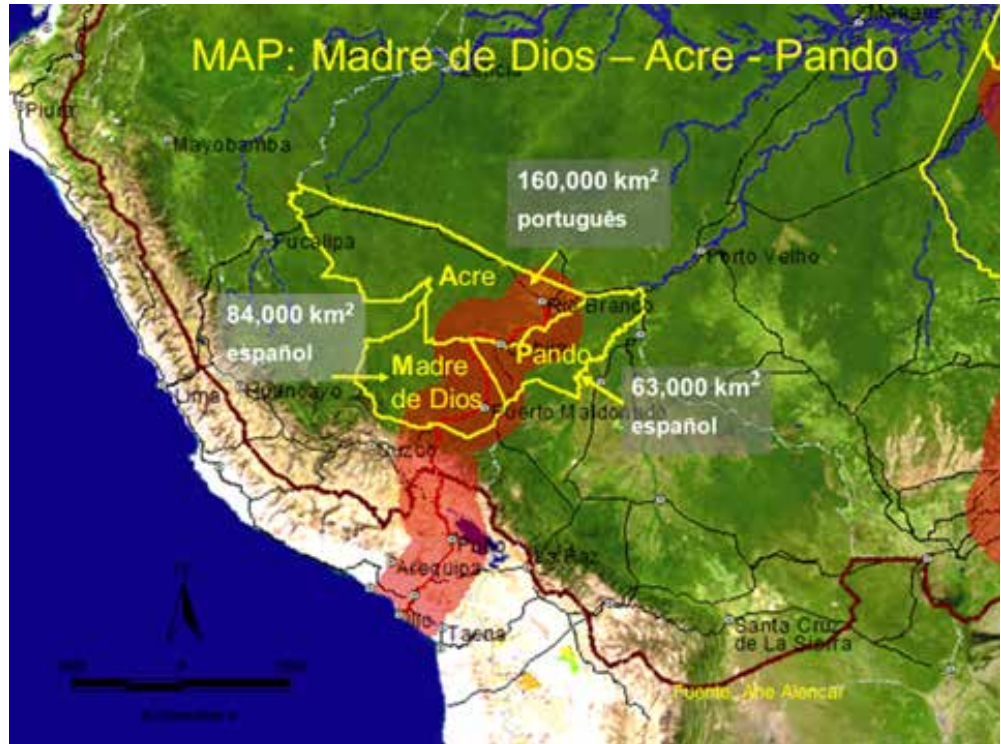 MAP: Madre de Dios – Acre - Pando
Piura
Mayobamba
160,000 km²
português
Pucallpa
Porto Velho
Acre
Rio Branco
84,000 km²
español
Madre
de Dios
Pando
63,000 km²
español
Huancayo
Lima
Puerto Maldonado
Cuzco
Puno
La Paz
Arequipa
Ilo
Tacna
Santa Cruz
de La Sierra
Fuente, Ane Alencar